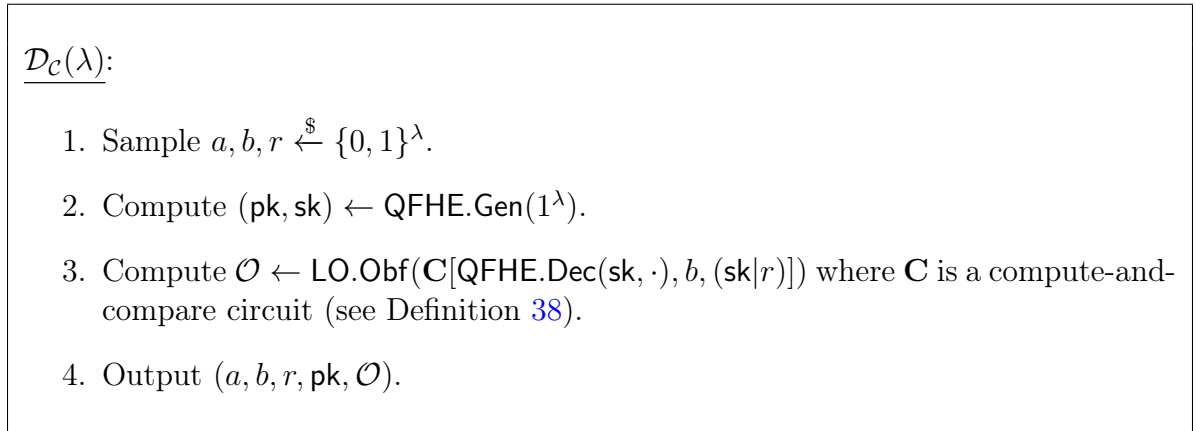 𝒟_𝒞(λ):
1. Sample a, b, r ←$ {0, 1}^λ.
2. Compute (pk, sk) ← QFHE.Gen(1^λ).
3. Compute 𝒪 ← LO.Obf(C[QFHE.Dec(sk, ·), b, (sk|r)]) where C is a compute-and-
compare circuit (see Definition 38).
4. Output (a, b, r, pk, 𝒪).